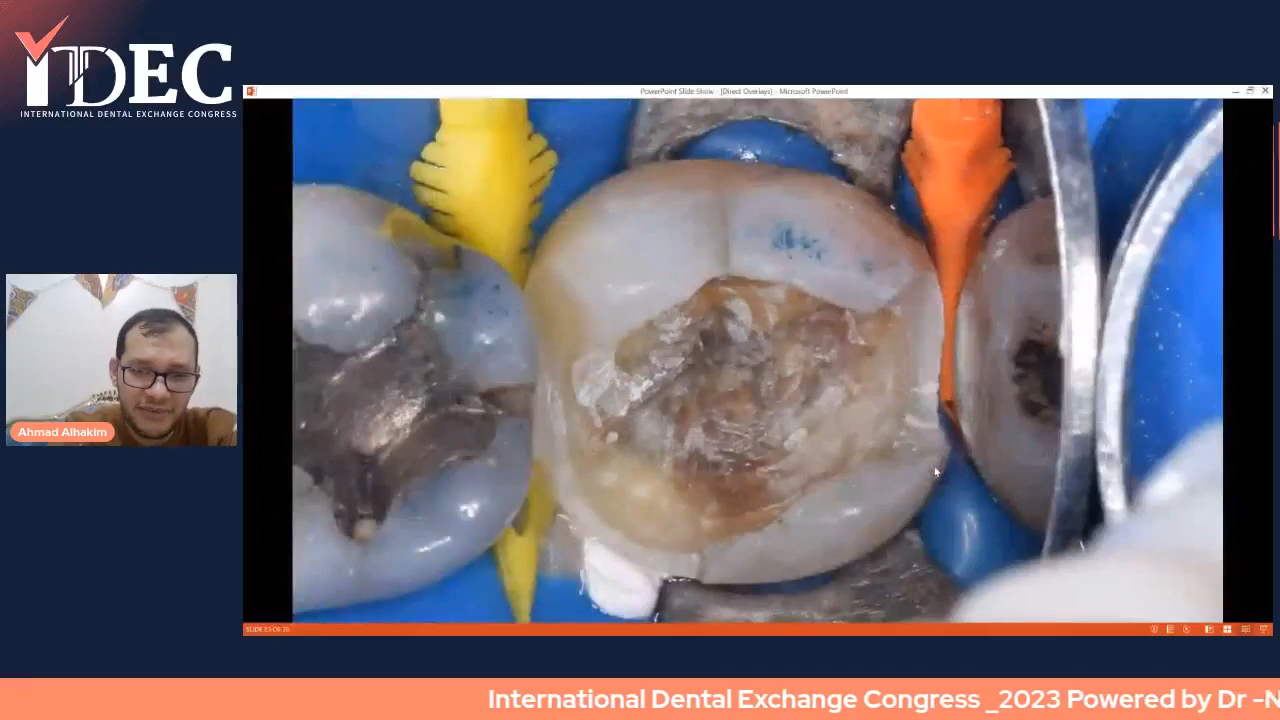 iTDEC
INTERNATIONAL DENTAL EXCHANGE CONGRESS
PowerPoint Slide Show - [Direct Overlays] - Microsoft PowerPoint
Ahmad Alhakim
International Dental Exchange Congress _2023 Powered by Dr -N